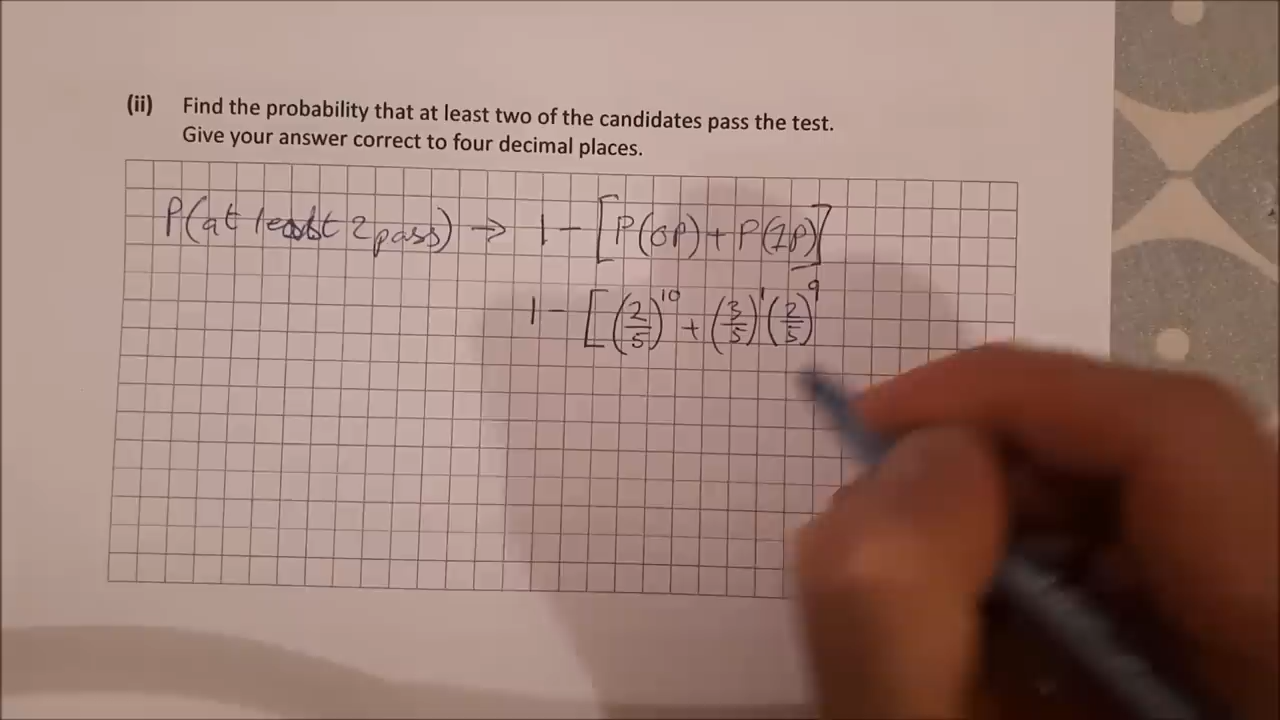 (ii) Find the probability that at least two of the candidates pass the test.
Give your answer correct to four decimal places.
P(at least 2 pass) → 1 - [P(0P) + P(1P)]
1 - [(2/5)^10 + (3/5)^1 (2/5)^9